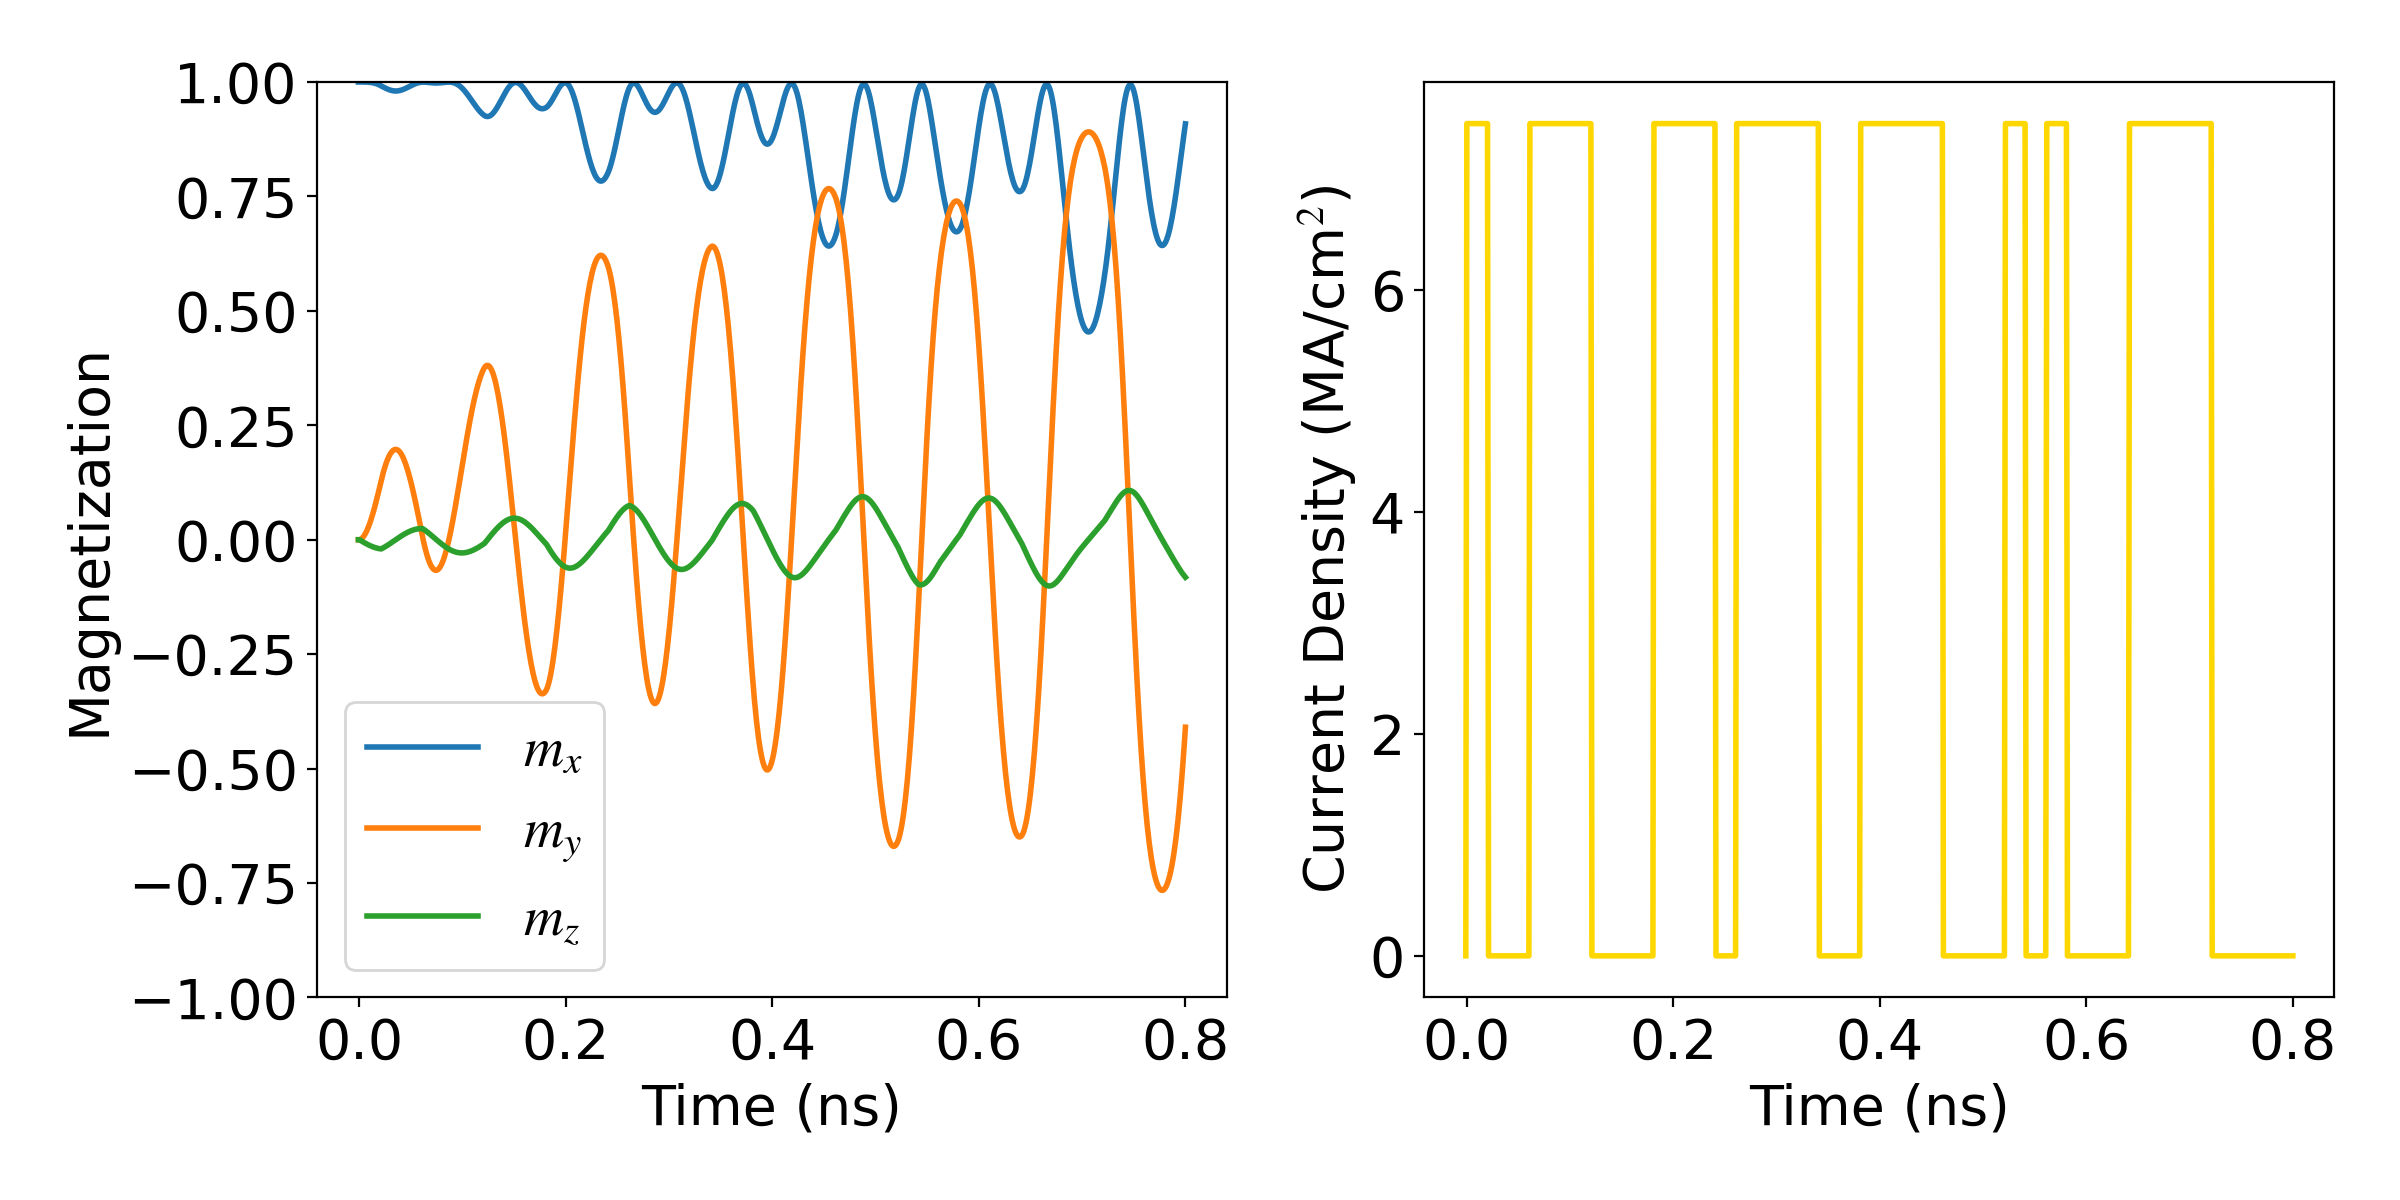 1.00
0.75
0.50
0.25
0.00
−0.25
−0.50
−0.75
−1.00
Magnetization
m_x
m_y
m_z
0.0 0.2 0.4 0.6 0.8
Time (ns)
Current Density (MA/cm²)
6
4
2
0
0.0 0.2 0.4 0.6 0.8
Time (ns)